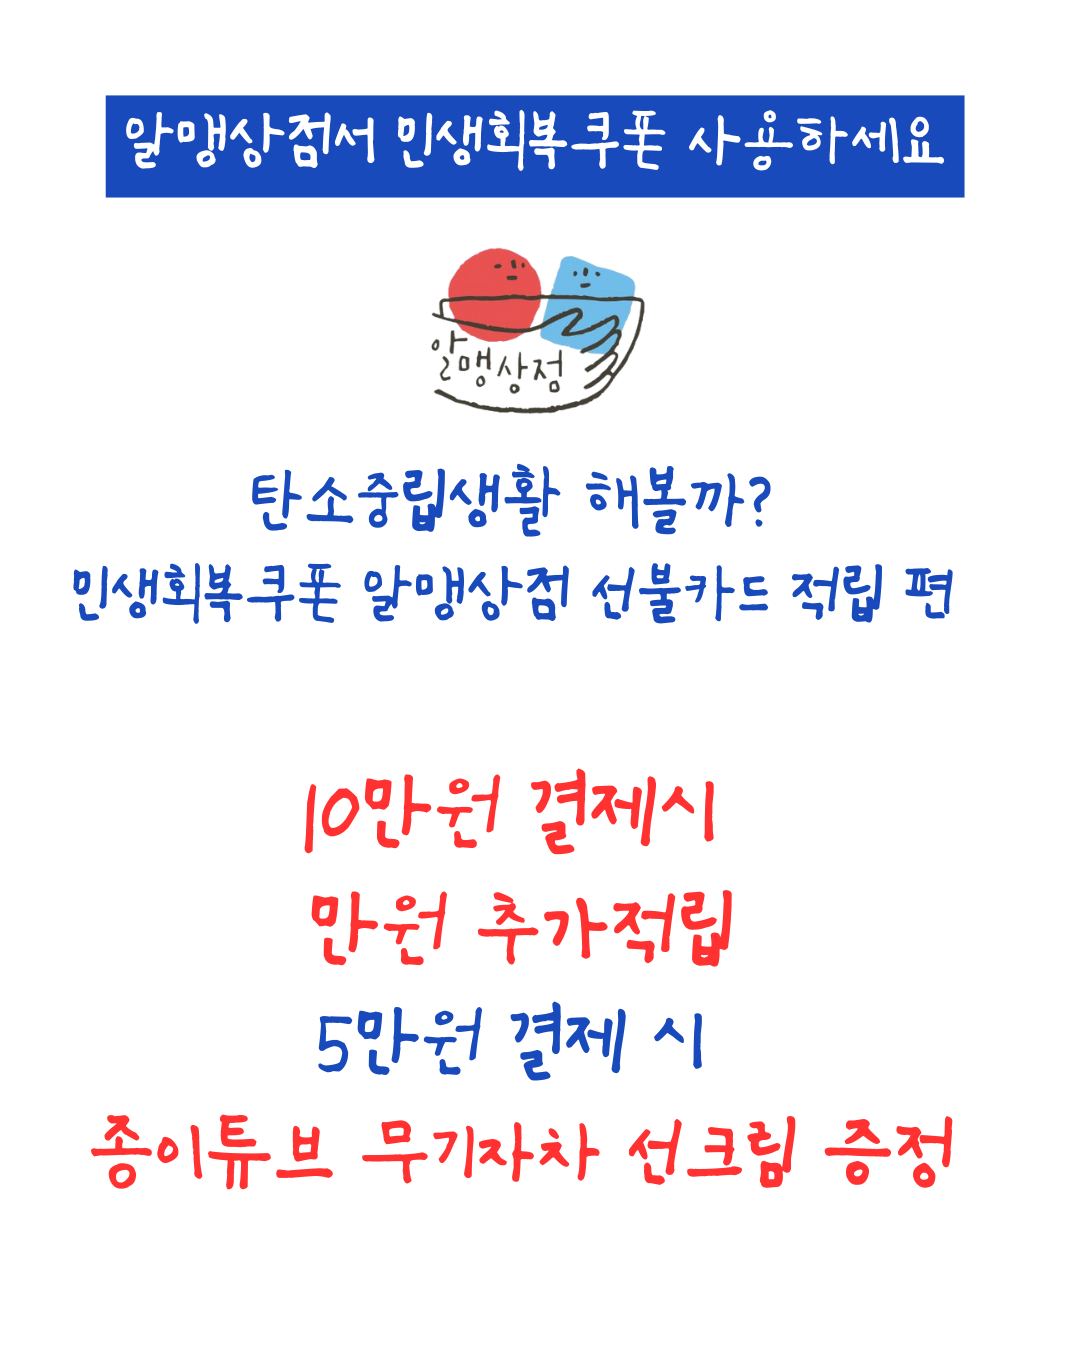 알맹상점서 민생회복쿠폰 사용하세요
알맹상점
탄소중립생활 해볼까?
민생회복쿠폰 알맹상점 선불카드 적립 편
10만원 결제시
만원 추가적립
5만원 결제 시
종이튜브 무기자차 선크림 증정